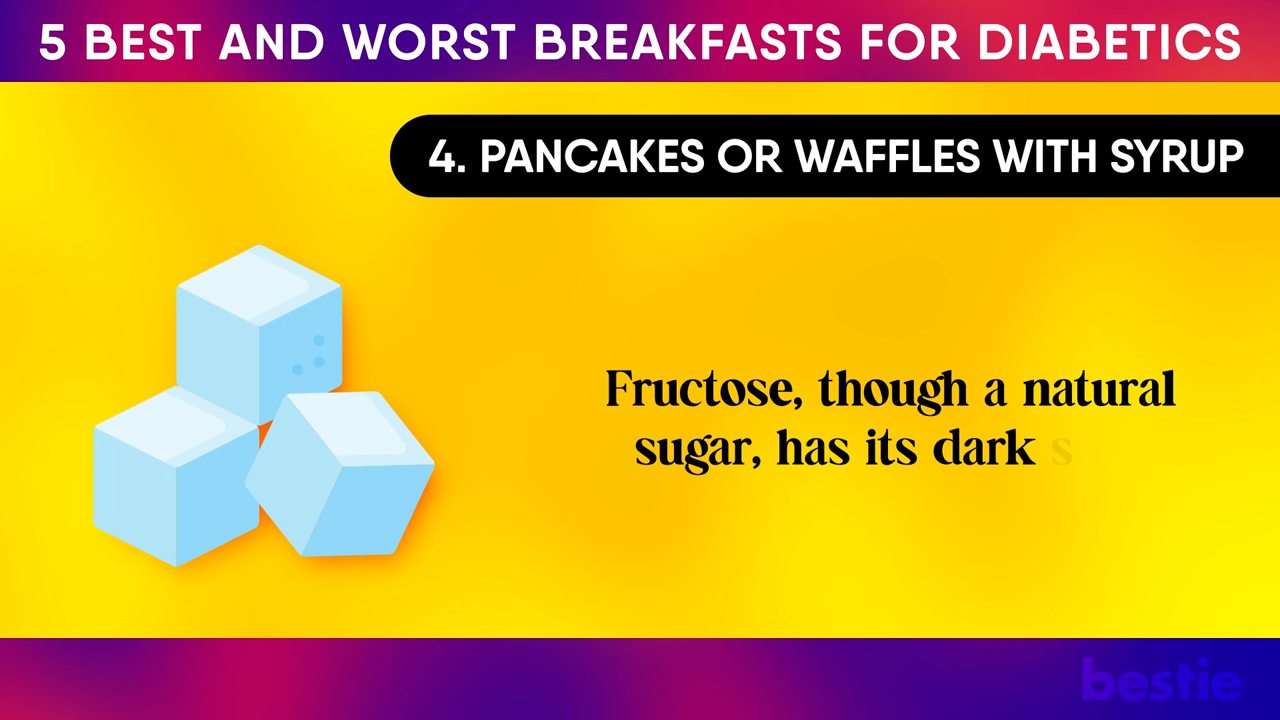 5 BEST AND WORST BREAKFASTS FOR DIABETICS
4. PANCAKES OR WAFFLES WITH SYRUP
Fructose, though a natural
sugar, has its dark s
bestie